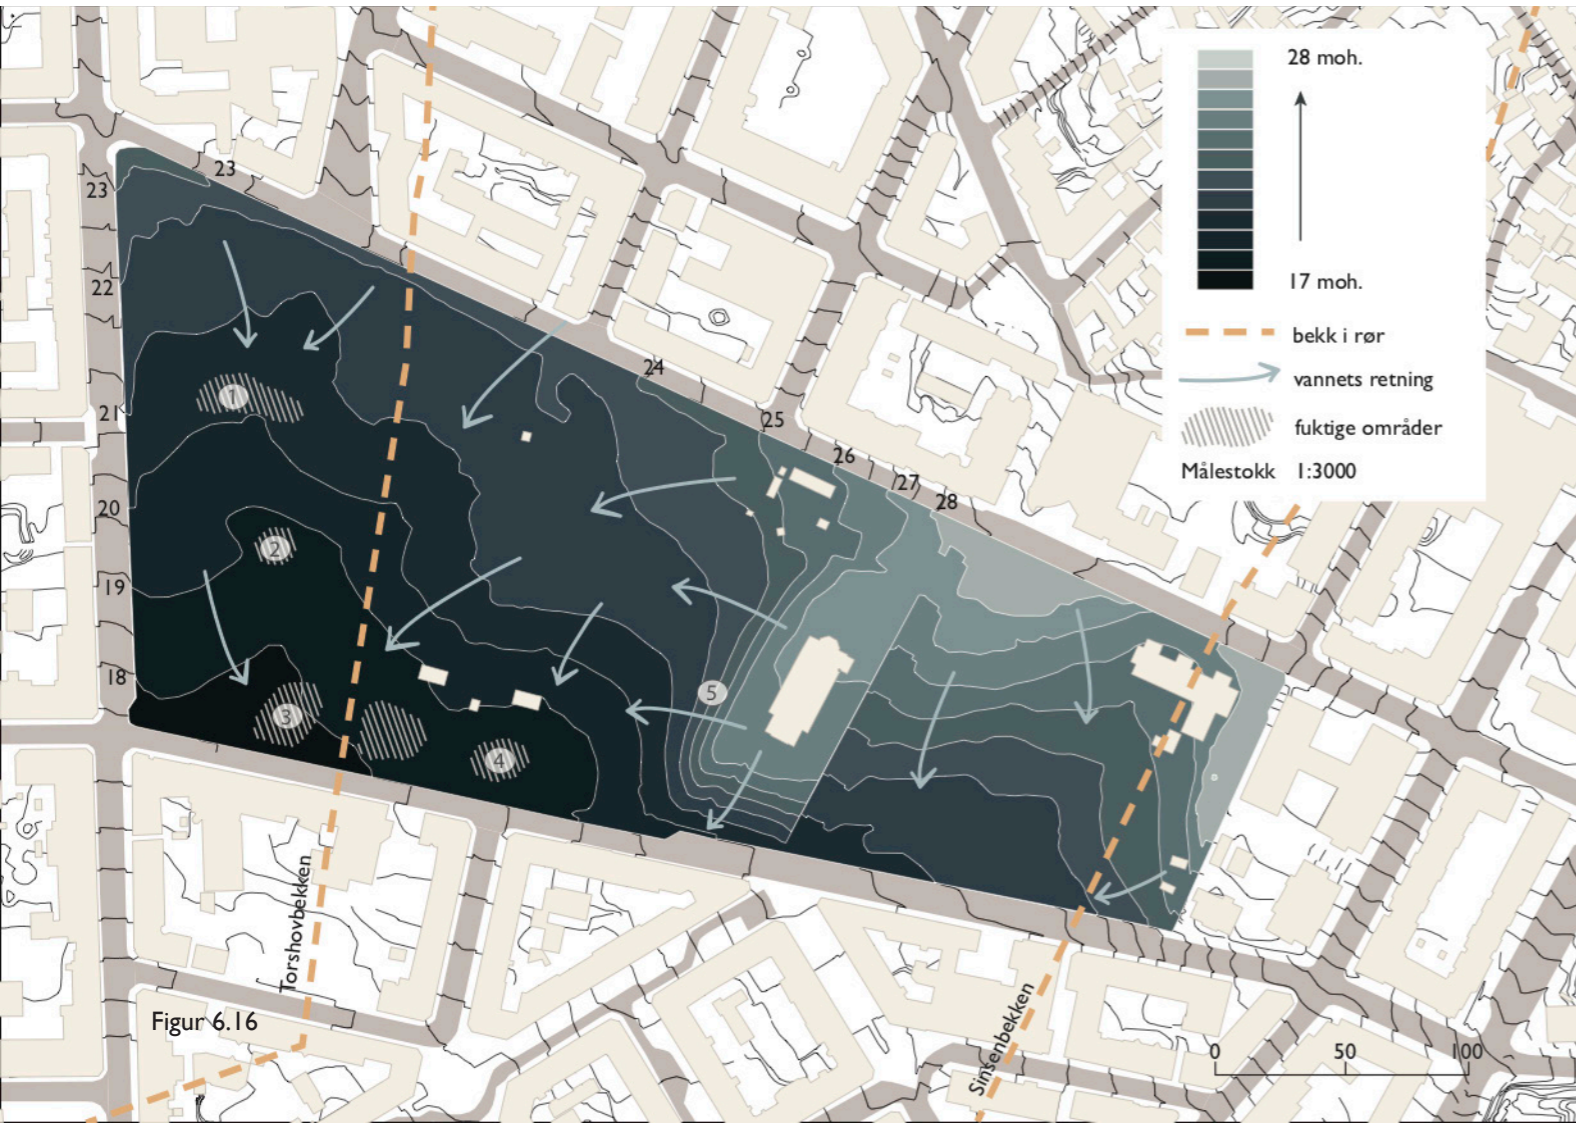 28 moh.
17 moh.
bekk i rør
vannets retning
fuktige områder
Målestokk 1:3000
23
23
22
21
20
19
18
24
25
26
27
28
1
2
3
4
5
Torshovbekken
Sinsenbekken
Figur 6.16
0 50 100